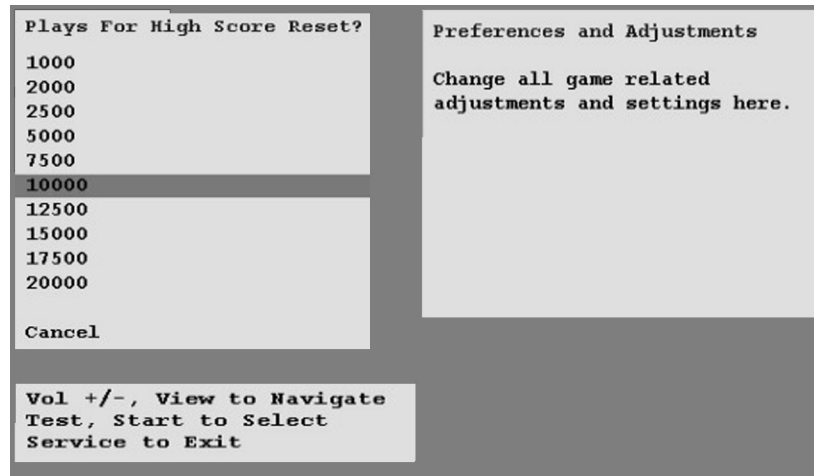 Plays For High Score Reset?
1000
2000
2500
5000
7500
10000
12500
15000
17500
20000
Cancel
Preferences and Adjustments
Change all game related
adjustments and settings here.
Vol +/-, View to Navigate
Test, Start to Select
Service to Exit